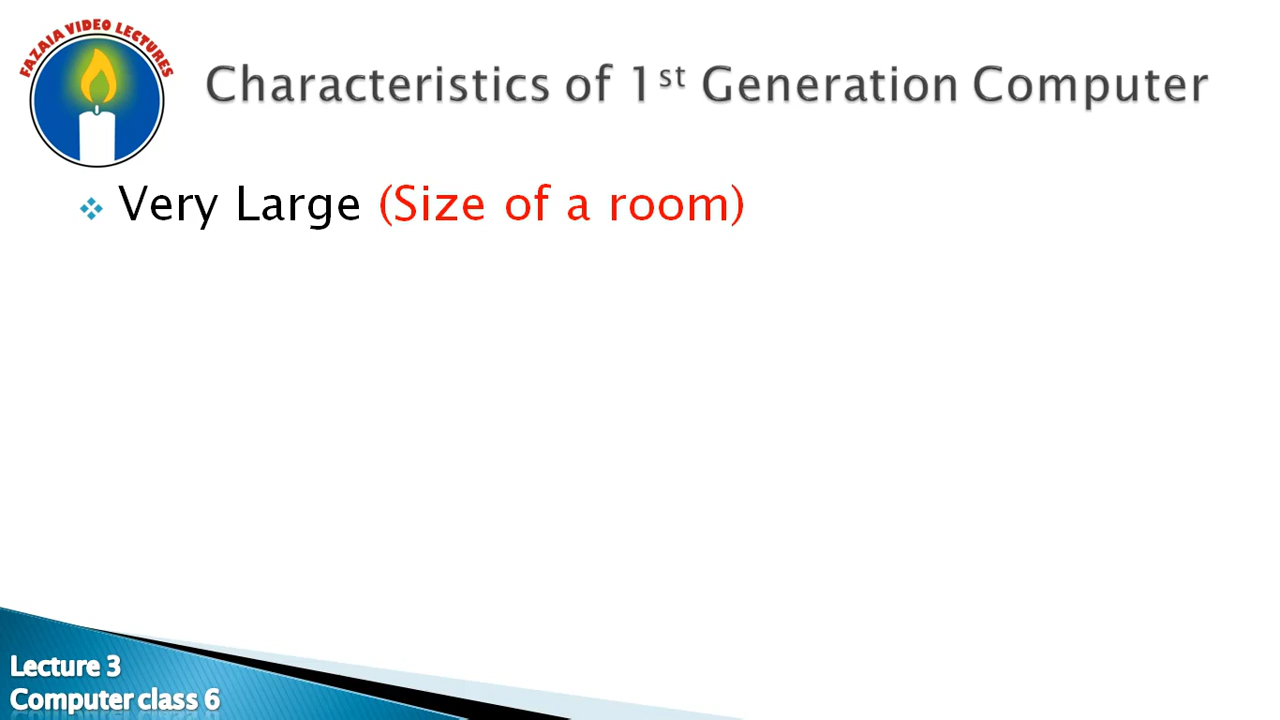 FAZAIA VIDEO LECTURES
Characteristics of 1st Generation Computer
❖ Very Large (Size of a room)
Lecture 3
Computer class 6